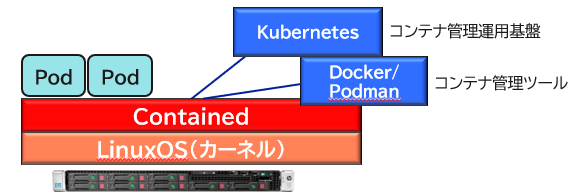 Kubernetes
コンテナ管理運用基盤
Pod
Pod
Docker/
Podman
コンテナ管理ツール
Contained
LinuxOS(カーネル)